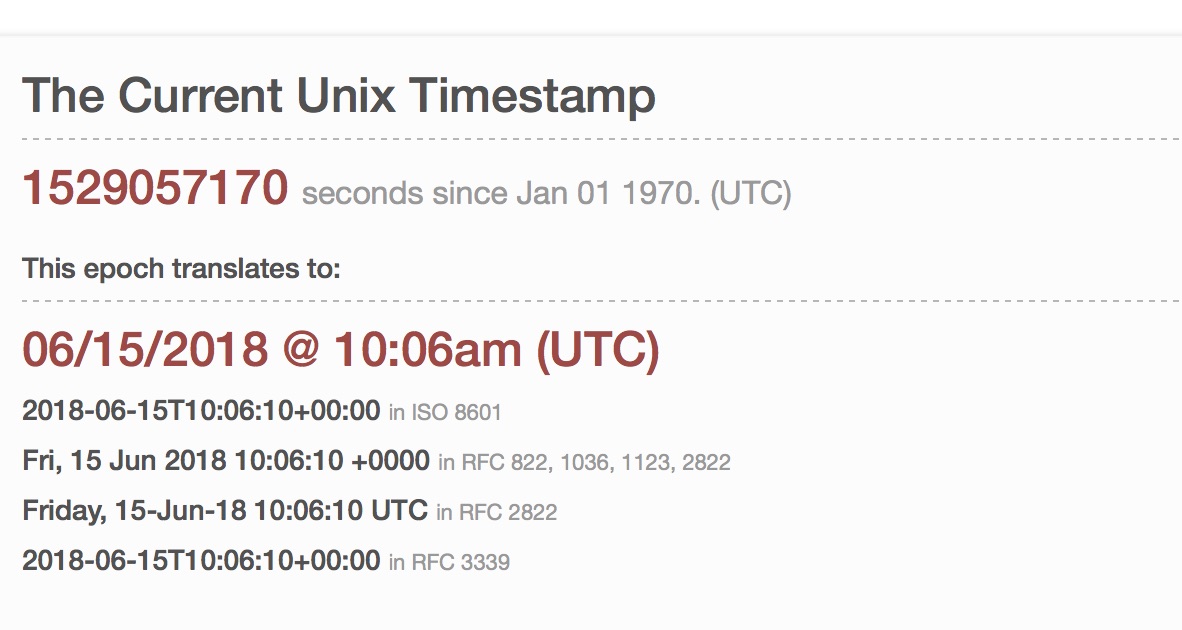 The Current Unix Timestamp
1529057170 seconds since Jan 01 1970. (UTC)
This epoch translates to:
06/15/2018 @ 10:06am (UTC)
2018-06-15T10:06:10+00:00 in ISO 8601
Fri, 15 Jun 2018 10:06:10 +0000 in RFC 822, 1036, 1123, 2822
Friday, 15-Jun-18 10:06:10 UTC in RFC 2822
2018-06-15T10:06:10+00:00 in RFC 3339